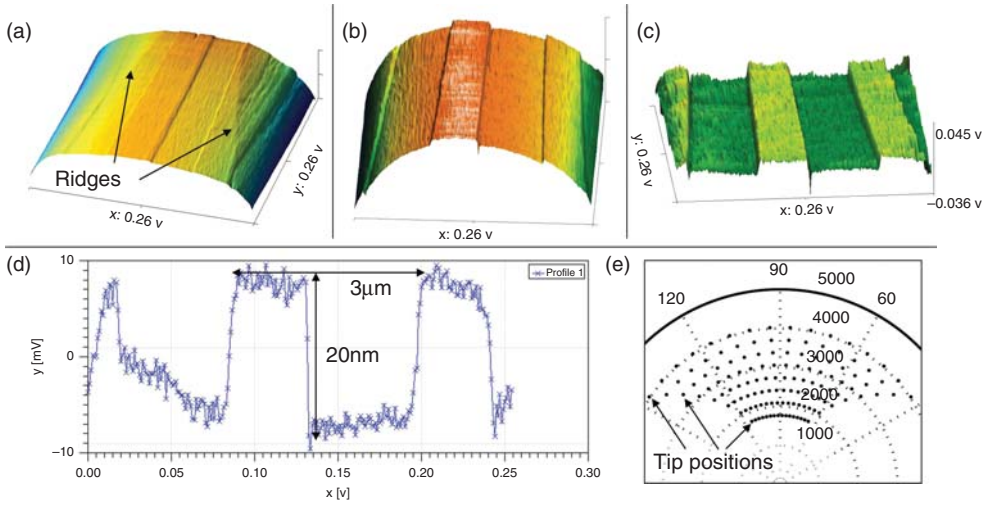 (a)
Ridges
x: 0.26 v
y: 0.26 v
(b)
x: 0.26 v
(c)
y: 0.26 v
x: 0.26 v
0.045 v
−0.036 v
(d)
10
0
−10
y [mV]
0.00
0.05
0.10
0.15
0.20
0.25
0.30
x [v]
3μm
20nm
Profile 1
(e)
90
120
60
5000
4000
3000
2000
1000
Tip positions